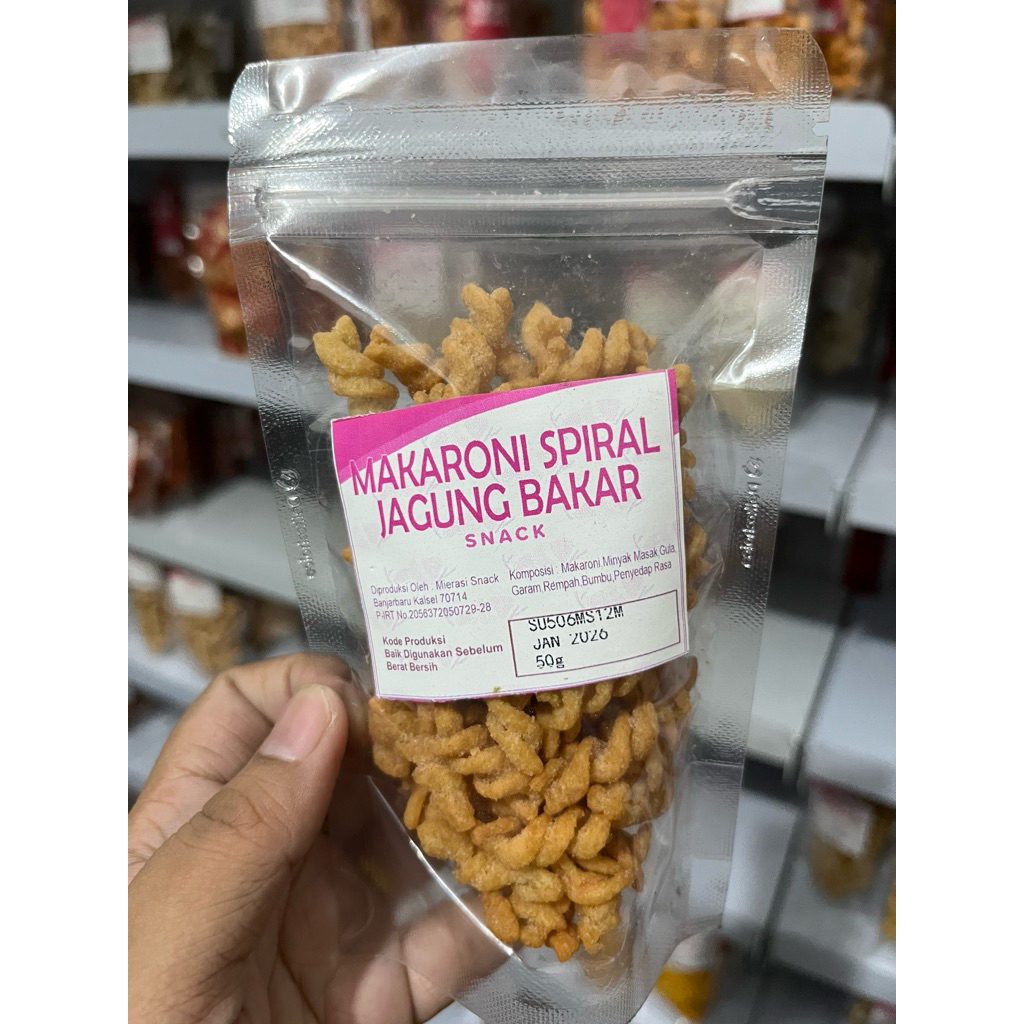 MAKARONI SPIRAL
JAGUNG BAKAR
SNACK
Diproduksi Oleh : Mierasi Snack
Banjarbaru Kalsel 70714
P-IRT No.2056372050729-28
Komposisi : Makaroni,Minyak Masak,Gula,
Garam,Rempah,Bumbu,Penyedap Rasa
Kode Produksi
Baik Digunakan Sebelum
Berat Bersih
SU506MS12M
JAN 2026
50g